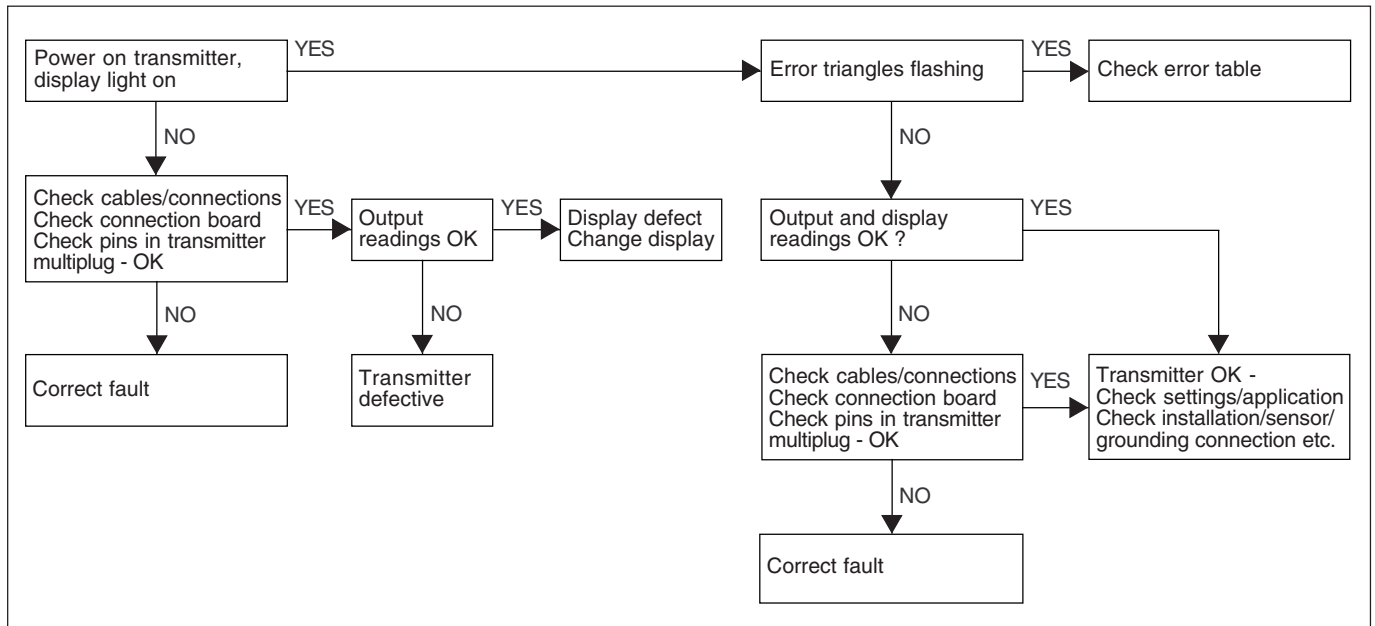 Power on transmitter,
display light on
YES
Error triangles flashing
YES
Check error table
NO
NO
Check cables/connections
Check connection board
Check pins in transmitter
multiplug - OK
YES
Output
readings OK
YES
Display defect
Change display
Output and display
readings OK ?
YES
NO
NO
NO
Correct fault
Transmitter
defective
Check cables/connections
Check connection board
Check pins in transmitter
multiplug - OK
YES
Transmitter OK -
Check settings/application
Check installation/sensor/
grounding connection etc.
NO
Correct fault